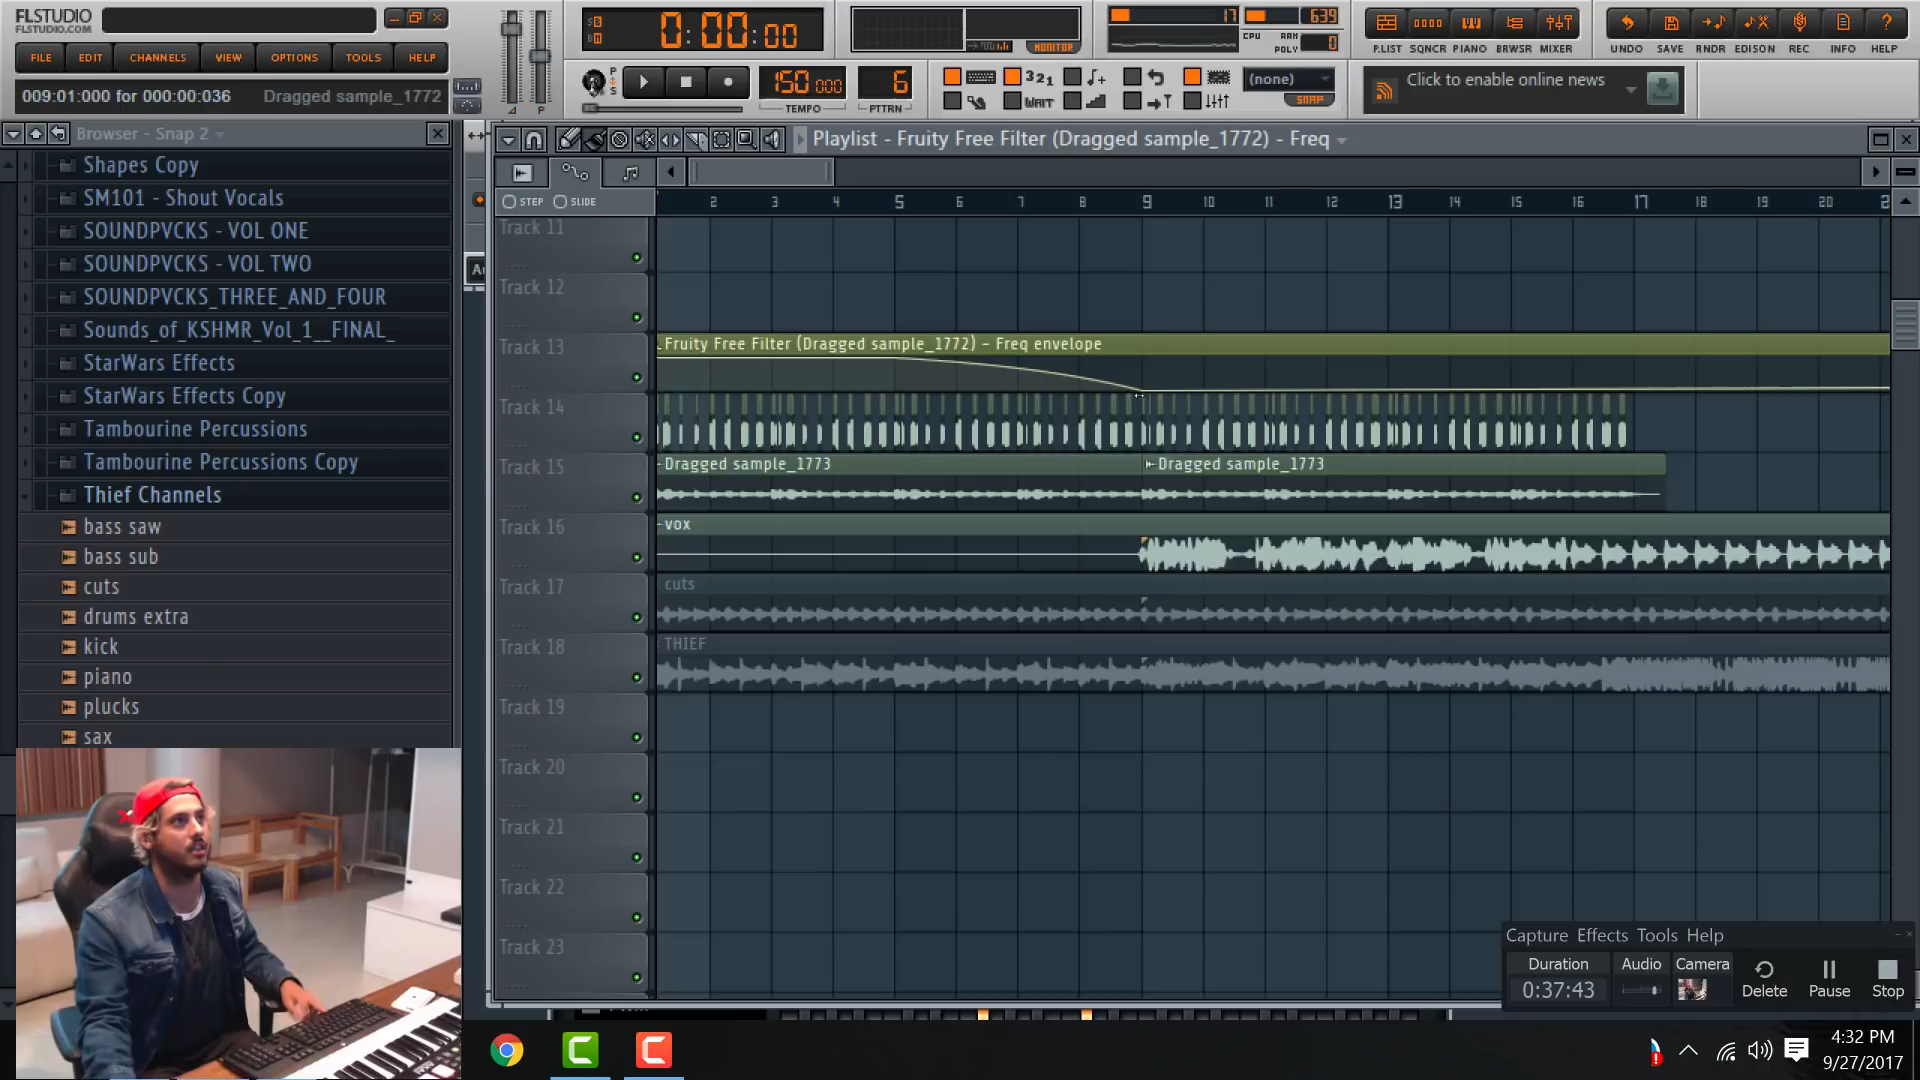 FLSTUDIO
FLSTUDIO.COM
FILE EDIT CHANNELS VIEW OPTIONS TOOLS HELP
009:01:000 for 000:00:036 Dragged sample_1772
0:00:00
MONITOR
17 639
CPU RAM
POLY 0
P.LIST SQNCR PIANO BRWSR MIXER
UNDO SAVE RNDR EDISON REC INFO HELP
150 000
TEMPO
6
PTTRN
321
WAIT
(none)
SNAP
Click to enable online news
Browser - Snap 2
Playlist - Fruity Free Filter (Dragged sample_1772) - Freq
STEP SLIDE
2 3 4 5 6 7 8 9 10 11 12 13 14 15 16 17 18 19 20 2
Shapes Copy
SM101 - Shout Vocals
SOUNDPVCKS - VOL ONE
SOUNDPVCKS - VOL TWO
SOUNDPVCKS_THREE_AND_FOUR
Sounds_of_KSHMR_Vol_1__FINAL_
StarWars Effects
StarWars Effects Copy
Tambourine Percussions
Tambourine Percussions Copy
Thief Channels
bass saw
bass sub
cuts
drums extra
kick
piano
plucks
sax
Track 11
Track 12
Track 13
Fruity Free Filter (Dragged sample_1772) - Freq envelope
Track 14
Track 15
Dragged sample_1773 Dragged sample_1773
Track 16
vox
Track 17
cuts
Track 18
THIEF
Track 19
Track 20
Track 21
Track 22
Track 23
Capture Effects Tools Help
Duration Audio Camera
0:37:43 Delete Pause Stop
4:32 PM
9/27/2017